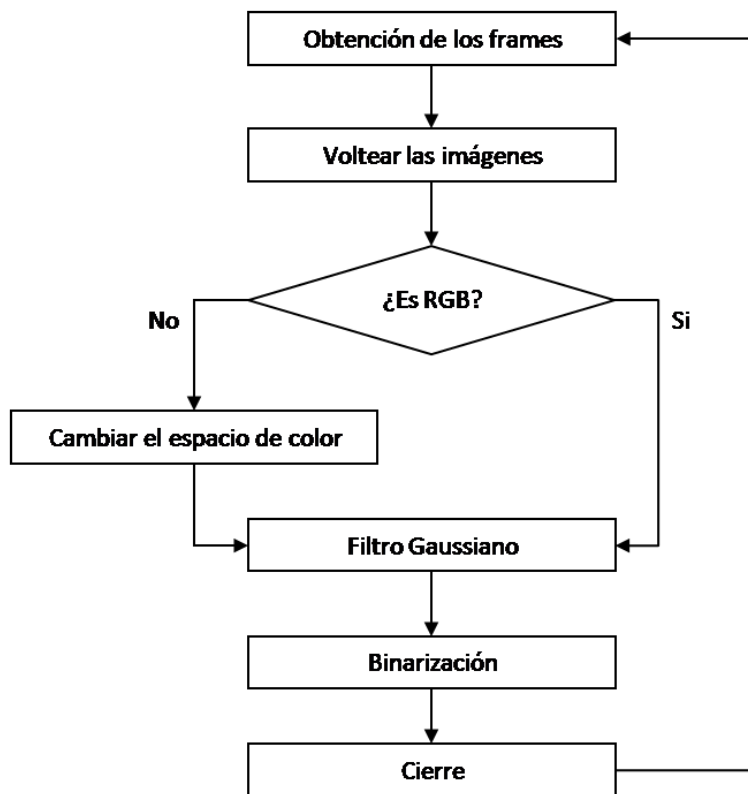 Obtención de los frames
Voltear las imágenes
¿Es RGB?
No
Si
Cambiar el espacio de color
Filtro Gaussiano
Binarización
Cierre